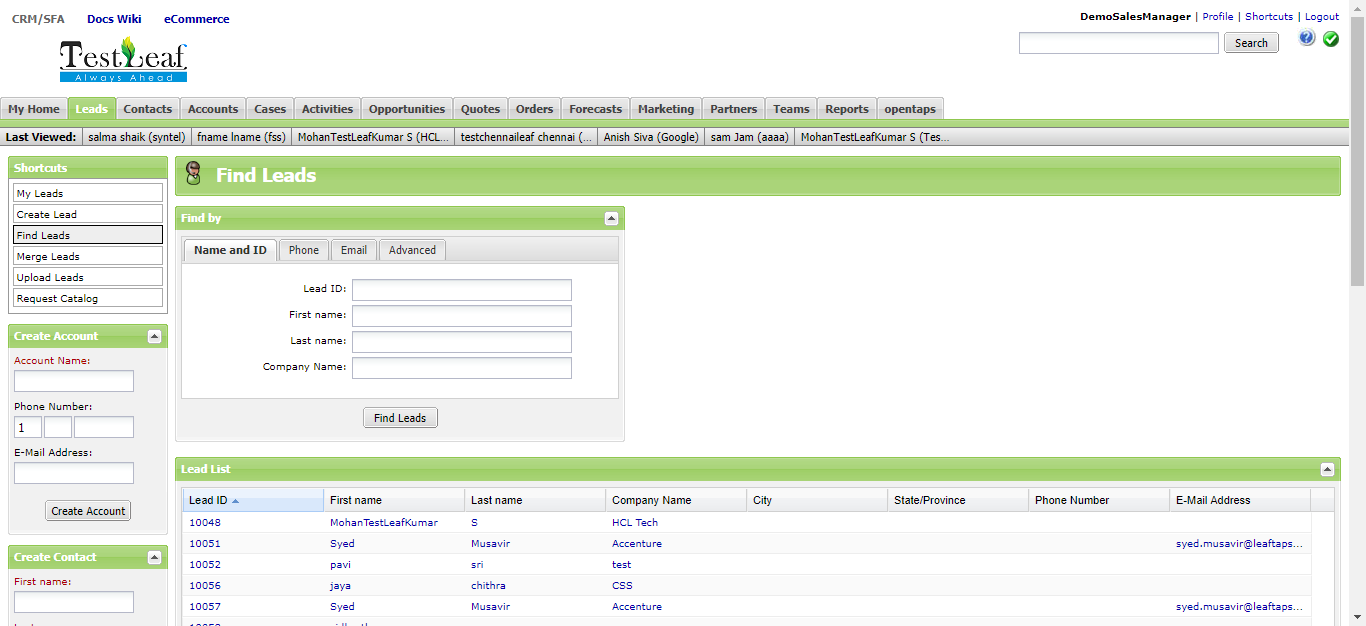 CRM/SFA Docs Wiki eCommerce
DemoSalesManager | Profile | Shortcuts | Logout
Search
TestLeaf
Always Ahead
My Home Leads Contacts Accounts Cases Activities Opportunities Quotes Orders Forecasts Marketing Partners Teams Reports opentaps
Last Viewed: salma shaik (syntel) fname lname (fss) MohanTestLeafKumar S (HCL... testchennaileaf chennai (... Anish Siva (Google) sam Jam (aaaa) MohanTestLeafKumar S (Tes...
Shortcuts
My Leads
Create Lead
Find Leads
Merge Leads
Upload Leads
Request Catalog
Create Account
Account Name:
Phone Number:
1
E-Mail Address:
Create Account
Create Contact
First name:
Find Leads
Find by
Name and ID Phone Email Advanced
Lead ID:
First name:
Last name:
Company Name:
Find Leads
Lead List
Lead ID First name Last name Company Name City State/Province Phone Number E-Mail Address
10048 MohanTestLeafKumar S HCL Tech
10051 Syed Musavir Accenture syed.musavir@leaftaps...
10052 pavi sri test
10056 jaya chithra CSS
10057 Syed Musavir Accenture syed.musavir@leaftaps...